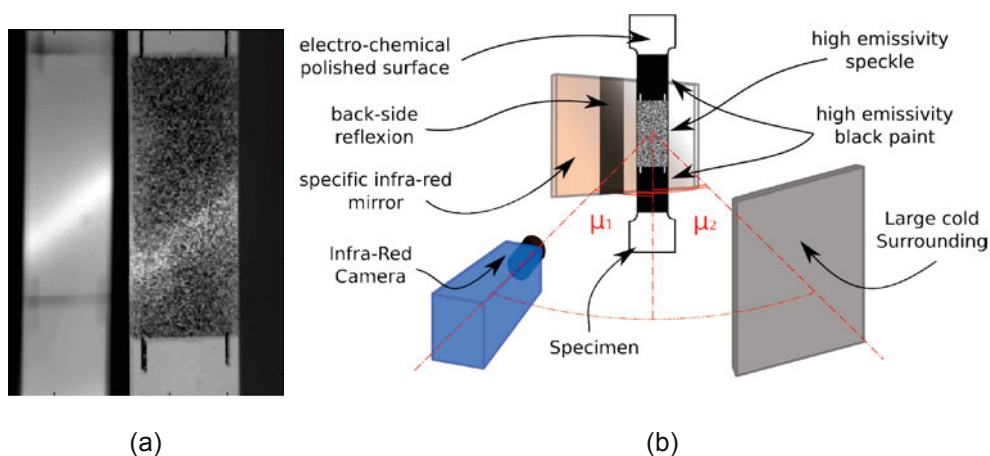 electro-chemical
polished surface
back-side
reflexion
specific infra-red
mirror
Infra-Red
Camera
high emissivity
speckle
high emissivity
black paint
Large cold
Surrounding
μ₁
μ₂
Specimen
(a)
(b)